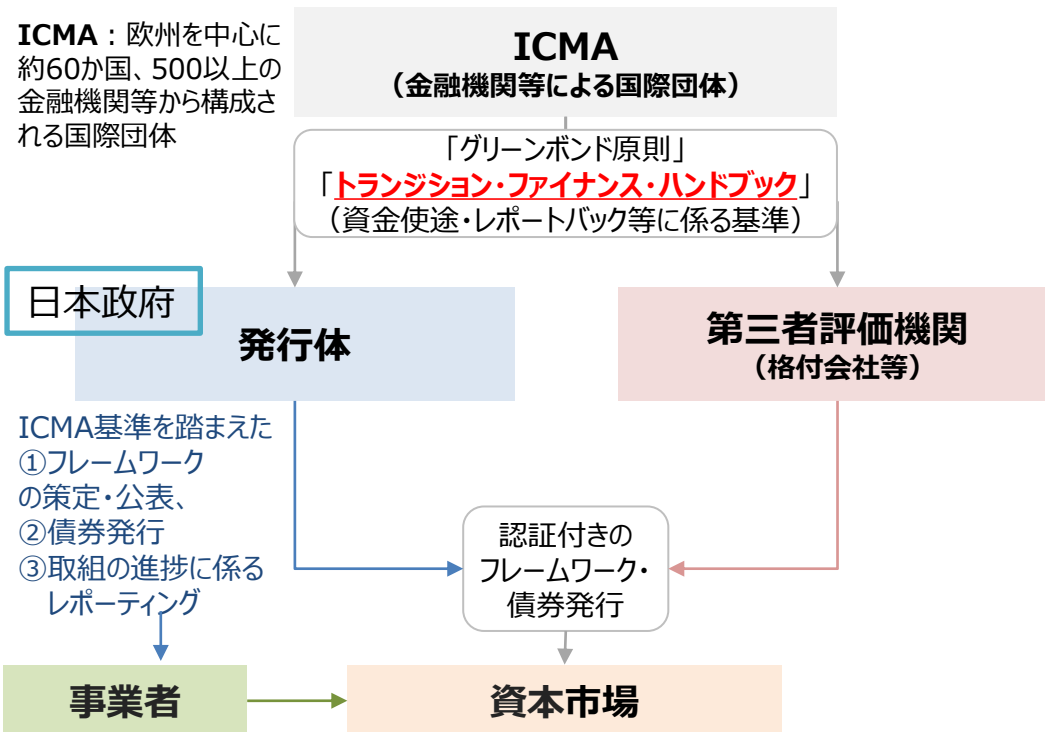 ICMA：欧州を中心に
約60か国、500以上の
金融機関等から構成さ
れる国際団体
ICMA
（金融機関等による国際団体）
「グリーンボンド原則」
「トランジション・ファイナンス・ハンドブック」
（資金使途・レポートバック等に係る基準）
日本政府
発行体
第三者評価機関
（格付会社等）
ICMA基準を踏まえた
①フレームワーク
の策定・公表、
②債券発行
③取組の進捗に係る
レポーティング
認証付きの
フレームワーク・
債券発行
事業者
資本市場